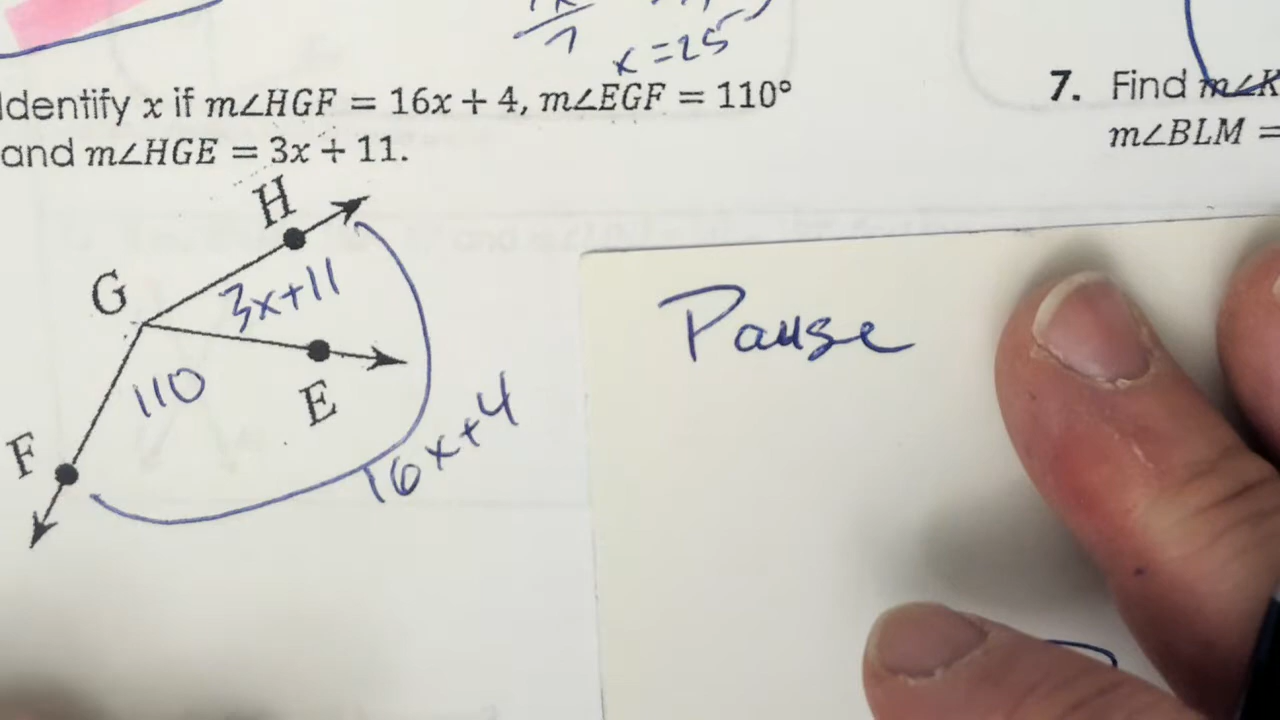 x = 25
Identify x if m∠HGF = 16x + 4, m∠EGF = 110°
and m∠HGE = 3x + 11.
7. Find m∠K
m∠BLM =
H
G
3x+11
Pause
110
E
F
16x+4